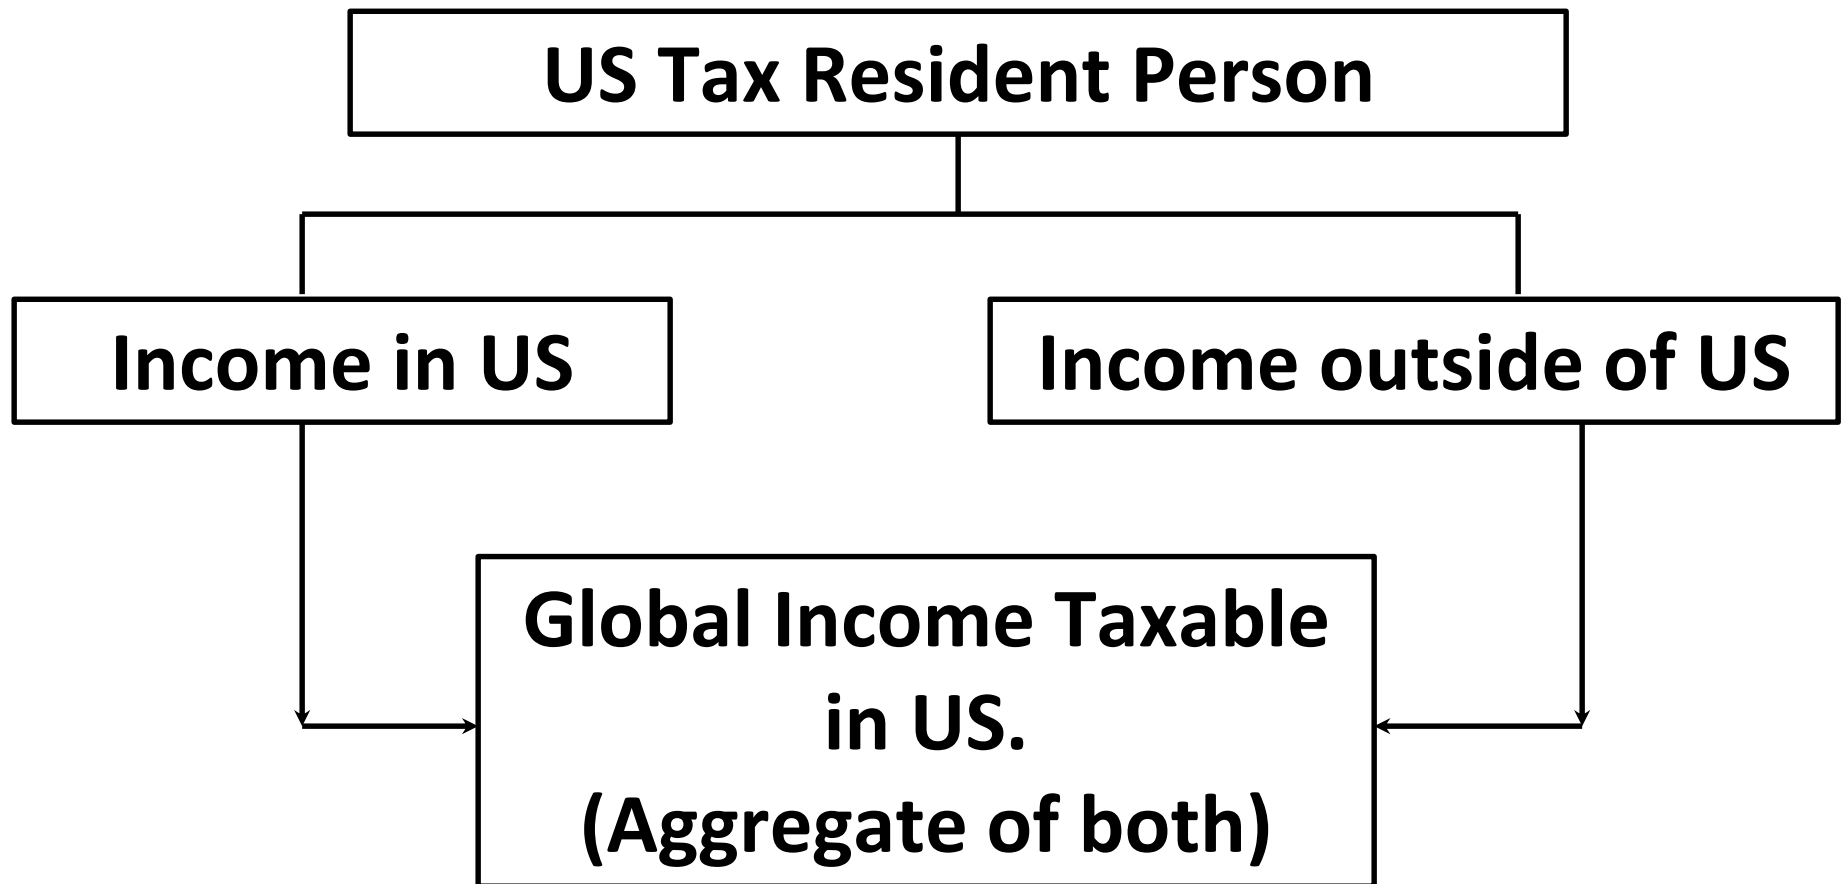 US Tax Resident Person
Income in US
Income outside of US
Global Income Taxable
in US.
(Aggregate of both)